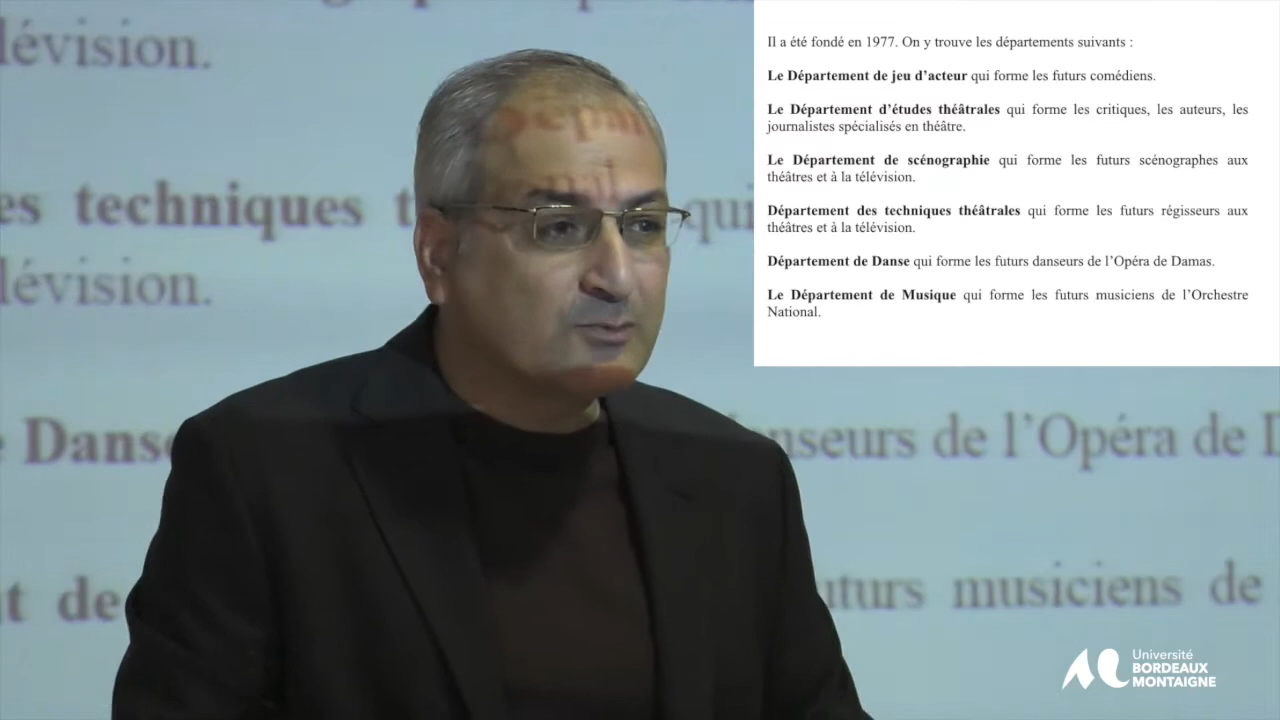 lévision.
es techniques t
qui
lévision.
Danse
anseurs de l’Opéra de D
t de
uturs musiciens de
Il a été fondé en 1977. On y trouve les départements suivants :
Le Département de jeu d’acteur qui forme les futurs comédiens.
Le Département d’études théâtrales qui forme les critiques, les auteurs, les
journalistes spécialisés en théâtre.
Le Département de scénographie qui forme les futurs scénographes aux
théâtres et à la télévision.
Département des techniques théâtrales qui forme les futurs régisseurs aux
théâtres et à la télévision.
Département de Danse qui forme les futurs danseurs de l’Opéra de Damas.
Le Département de Musique qui forme les futurs musiciens de l’Orchestre
National.
Université
BORDEAUX
MONTAIGNE